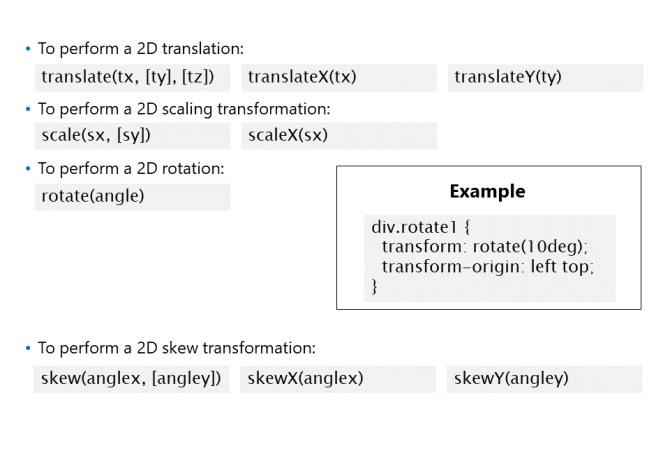 • To perform a 2D translation:
translate(tx, [ty], [tz]) translateX(tx) translateY(ty)
• To perform a 2D scaling transformation:
scale(sx, [sy]) scaleX(sx)
• To perform a 2D rotation:
rotate(angle)
Example
div.rotate1 {
transform: rotate(10deg);
transform-origin: left top;
}
• To perform a 2D skew transformation:
skew(anglex, [angley]) skewX(anglex) skewY(angley)